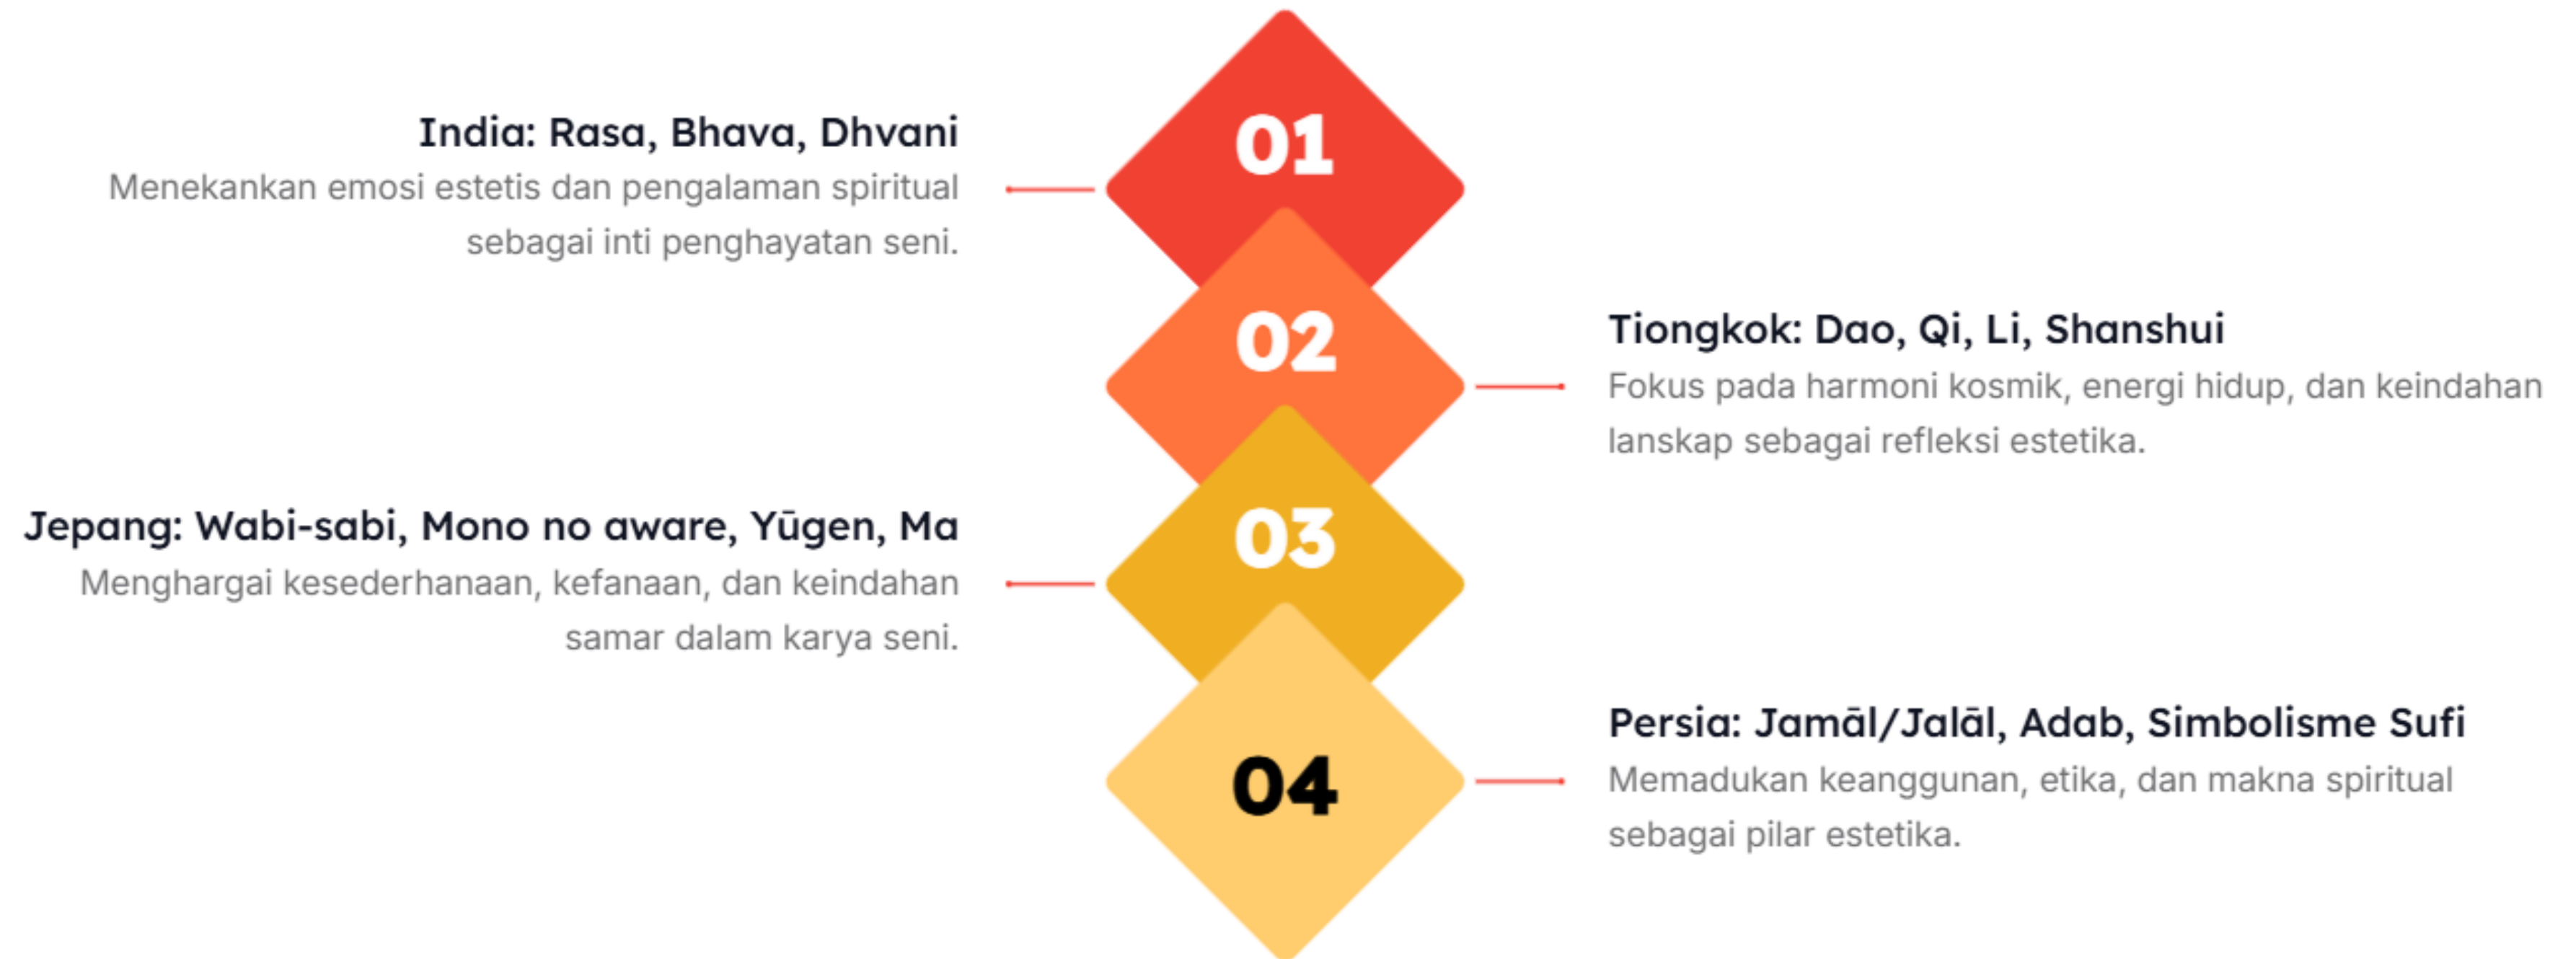 01
India: Rasa, Bhava, Dhvani
Menekankan emosi estetis dan pengalaman spiritual
sebagai inti penghayatan seni.
02
Tiongkok: Dao, Qi, Li, Shanshui
Fokus pada harmoni kosmik, energi hidup, dan keindahan
lanskap sebagai refleksi estetika.
03
Jepang: Wabi-sabi, Mono no aware, Yūgen, Ma
Menghargai kesederhanaan, kefanaan, dan keindahan
samar dalam karya seni.
04
Persia: Jamāl/Jalāl, Adab, Simbolisme Sufi
Memadukan keanggunan, etika, dan makna spiritual
sebagai pilar estetika.